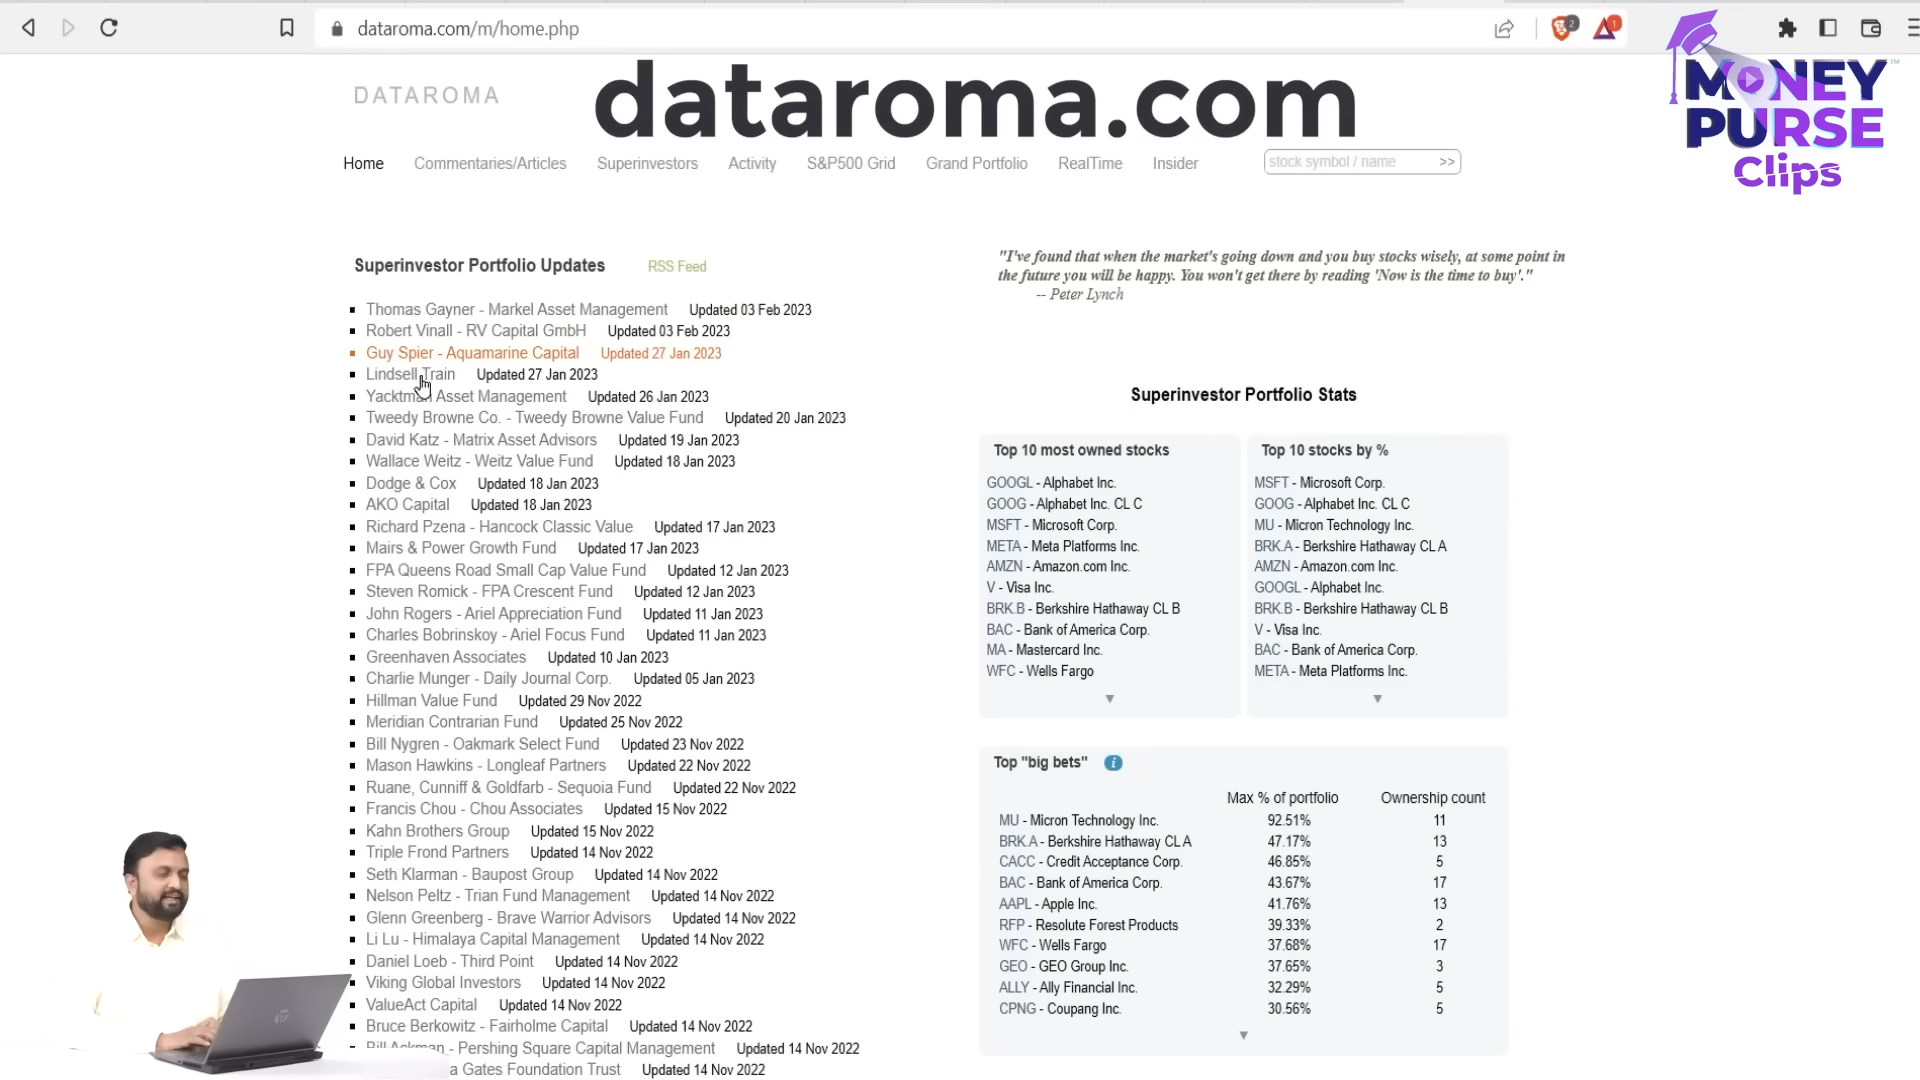 dataroma.com/m/home.php
2
1
MONEY
PURSE
Clips
TM
DATAROMA
dataroma.com
Home Commentaries/Articles Superinvestors Activity S&P500 Grid Grand Portfolio RealTime Insider stock symbol / name >>
Superinvestor Portfolio Updates RSS Feed
Thomas Gayner - Markel Asset Management Updated 03 Feb 2023
Robert Vinall - RV Capital GmbH Updated 03 Feb 2023
Guy Spier - Aquamarine Capital Updated 27 Jan 2023
Lindsell Train Updated 27 Jan 2023
Yacktman Asset Management Updated 26 Jan 2023
Tweedy Browne Co. - Tweedy Browne Value Fund Updated 20 Jan 2023
David Katz - Matrix Asset Advisors Updated 19 Jan 2023
Wallace Weitz - Weitz Value Fund Updated 18 Jan 2023
Dodge & Cox Updated 18 Jan 2023
AKO Capital Updated 18 Jan 2023
Richard Pzena - Hancock Classic Value Updated 17 Jan 2023
Mairs & Power Growth Fund Updated 17 Jan 2023
FPA Queens Road Small Cap Value Fund Updated 12 Jan 2023
Steven Romick - FPA Crescent Fund Updated 12 Jan 2023
John Rogers - Ariel Appreciation Fund Updated 11 Jan 2023
Charles Bobrinskoy - Ariel Focus Fund Updated 11 Jan 2023
Greenhaven Associates Updated 10 Jan 2023
Charlie Munger - Daily Journal Corp. Updated 05 Jan 2023
Hillman Value Fund Updated 29 Nov 2022
Meridian Contrarian Fund Updated 25 Nov 2022
Bill Nygren - Oakmark Select Fund Updated 23 Nov 2022
Mason Hawkins - Longleaf Partners Updated 22 Nov 2022
Ruane, Cunniff & Goldfarb - Sequoia Fund Updated 22 Nov 2022
Francis Chou - Chou Associates Updated 15 Nov 2022
Kahn Brothers Group Updated 15 Nov 2022
Triple Frond Partners Updated 14 Nov 2022
Seth Klarman - Baupost Group Updated 14 Nov 2022
Nelson Peltz - Trian Fund Management Updated 14 Nov 2022
Glenn Greenberg - Brave Warrior Advisors Updated 14 Nov 2022
Li Lu - Himalaya Capital Management Updated 14 Nov 2022
Daniel Loeb - Third Point Updated 14 Nov 2022
Viking Global Investors Updated 14 Nov 2022
ValueAct Capital Updated 14 Nov 2022
Bruce Berkowitz - Fairholme Capital Updated 14 Nov 2022
Bill Ackman - Pershing Square Capital Management Updated 14 Nov 2022
a Gates Foundation Trust Updated 14 Nov 2022
"I've found that when the market's going down and you buy stocks wisely, at some point in
the future you will be happy. You won't get there by reading 'Now is the time to buy'."
-- Peter Lynch
Superinvestor Portfolio Stats
Top 10 most owned stocks
GOOGL - Alphabet Inc.
GOOG - Alphabet Inc. CL C
MSFT - Microsoft Corp.
META - Meta Platforms Inc.
AMZN - Amazon.com Inc.
V - Visa Inc.
BRK.B - Berkshire Hathaway CL B
BAC - Bank of America Corp.
MA - Mastercard Inc.
WFC - Wells Fargo
Top 10 stocks by %
MSFT - Microsoft Corp.
GOOG - Alphabet Inc. CL C
MU - Micron Technology Inc.
BRK.A - Berkshire Hathaway CL A
AMZN - Amazon.com Inc.
GOOGL - Alphabet Inc.
BRK.B - Berkshire Hathaway CL B
V - Visa Inc.
BAC - Bank of America Corp.
META - Meta Platforms Inc.
Top "big bets" i
Max % of portfolio Ownership count
MU - Micron Technology Inc. 92.51% 11
BRK.A - Berkshire Hathaway CL A 47.17% 13
CACC - Credit Acceptance Corp. 46.85% 5
BAC - Bank of America Corp. 43.67% 17
AAPL - Apple Inc. 41.76% 13
RFP - Resolute Forest Products 39.33% 2
WFC - Wells Fargo 37.68% 17
GEO - GEO Group Inc. 37.65% 3
ALLY - Ally Financial Inc. 32.29% 5
CPNG - Coupang Inc. 30.56% 5